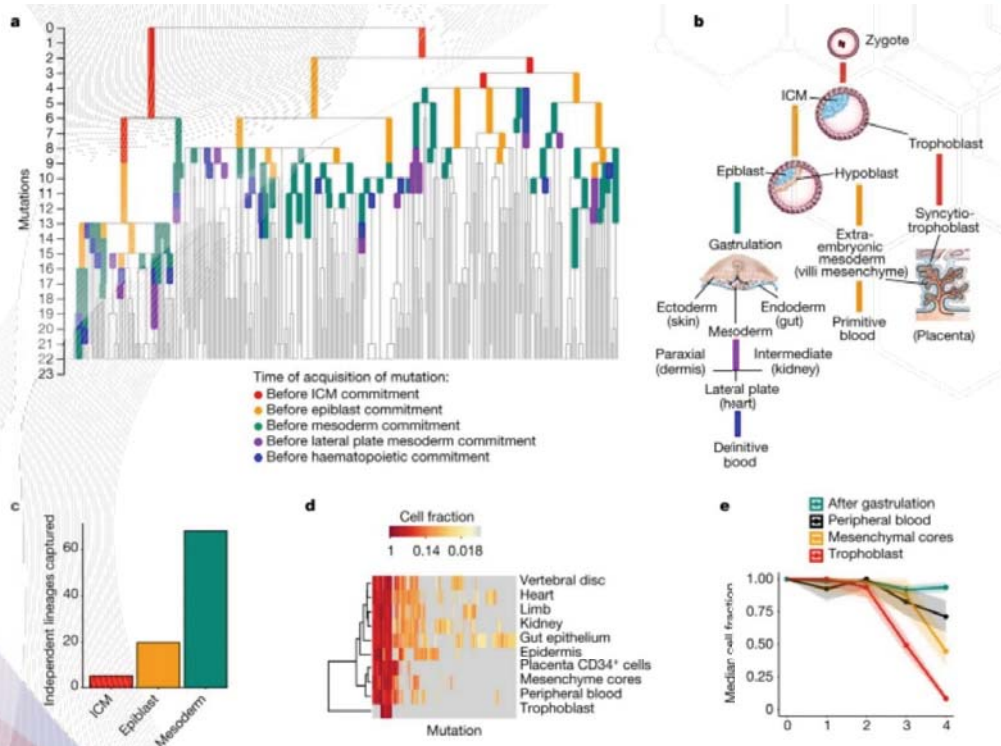 a
0
1
2
3
4
5
6
7
8
9
10
11
12
13
14
15
16
17
18
19
20
21
22
23
Mutations
Time of acquisition of mutation:
Before ICM commitment
Before epiblast commitment
Before mesoderm commitment
Before lateral plate mesoderm commitment
Before haematopoietic commitment
b
Zygote
ICM
Trophoblast
Epiblast
Hypoblast
Gastrulation
Extra-
embryonic
mesoderm
(villi mesenchyme)
Syncytio-
trophoblast
Ectoderm
(skin)
Endoderm
(gut)
Mesoderm
Primitive
blood
(Placenta)
Paraxial
(dermis)
Intermediate
(kidney)
Lateral plate
(heart)
Definitive
bood
c
Independent lineages captured
60
40
20
0
ICM
Epiblast
Mesoderm
d
Cell fraction
1 0.14 0.018
Vertebral disc
Heart
Limb
Kidney
Gut epithelium
Epidermis
Placenta CD34+ cells
Mesenchyme cores
Peripheral blood
Trophoblast
Mutation
e
After gastrulation
Peripheral blood
Mesenchymal cores
Trophoblast
Median cell fraction
1.00
0.75
0.50
0.25
0
0 1 2 3 4